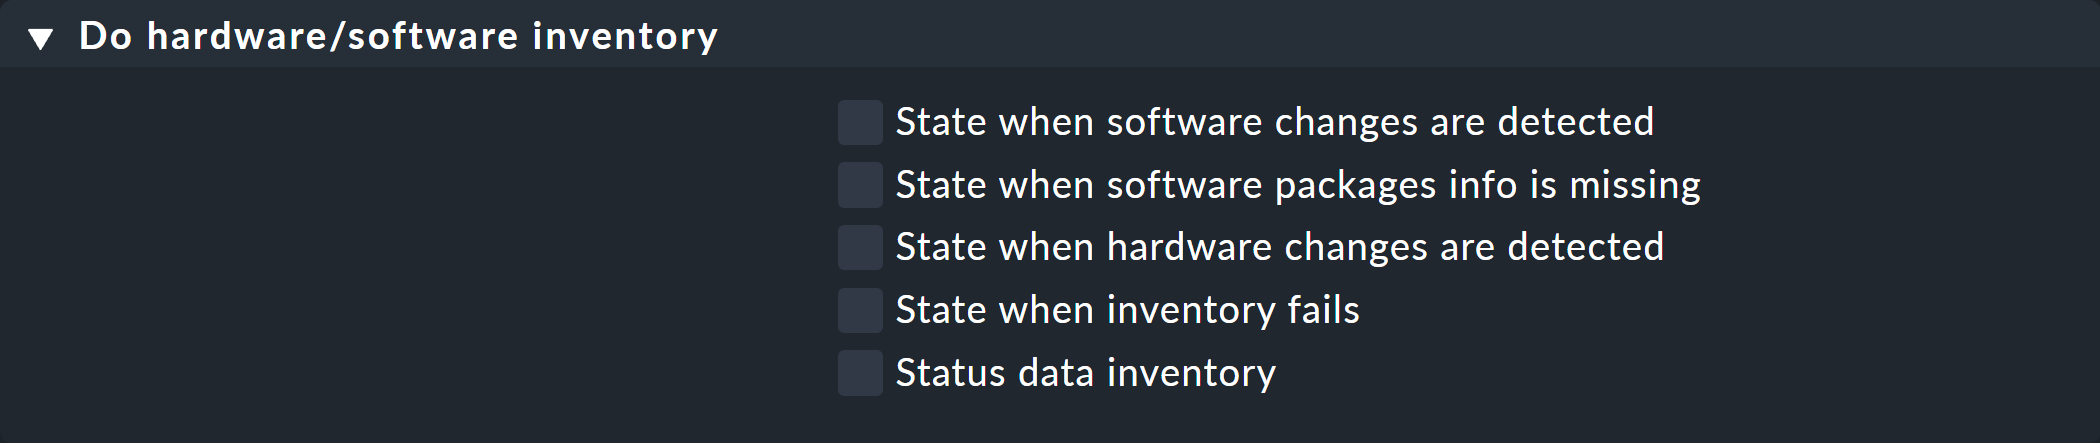 Do hardware/software inventory
State when software changes are detected
State when software packages info is missing
State when hardware changes are detected
State when inventory fails
Status data inventory